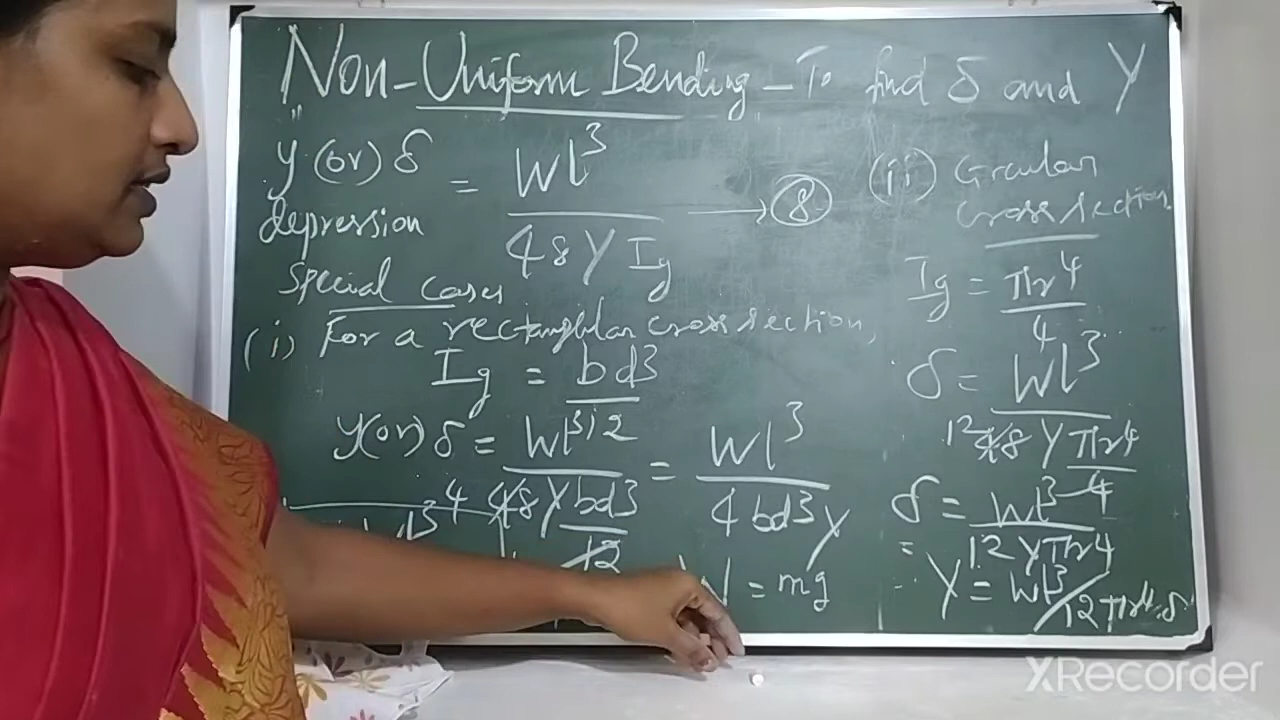 Non-Uniform Bending - To find δ and Y
y (or) δ = Wl³
depression 48 Y Ig → (8)
Special cases
(i) For a rectangular cross section,
Ig = bd³
12
y(or) δ = Wl³ = Wl³
4 48 Y bd³ 4 bd³ Y
12
W = mg
(ii) Circular
cross section
Ig = πr⁴
4
δ = Wl³
12 48 Y πr⁴
4
δ = Wl³
12 Y πr⁴
Y = Wl³/12 πr⁴ δ
XRecorder